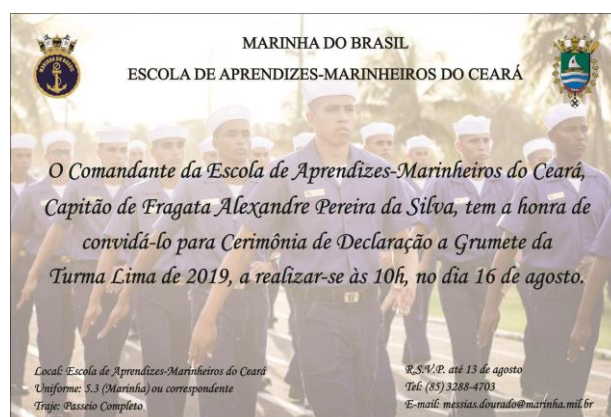 MARINHA DO BRASIL
ESCOLA DE APRENDIZES-MARINHEIROS DO CEARÁ
MARINHA DO BRASIL
O Comandante da Escola de Aprendizes-Marinheiros do Ceará,
Capitão de Fragata Alexandre Pereira da Silva, tem a honra de
convidá-lo para Cerimônia de Declaração a Grumete da
Turma Lima de 2019, a realizar-se às 10h, no dia 16 de agosto.
Local: Escola de Aprendizes-Marinheiros do Ceará
Uniforme: 5.3 (Marinha) ou correspondente
Traje: Passeio Completo
R.S.V.P. até 13 de agosto
Tel: (85) 3288-4703
E-mail: messias.dourado@marinha.mil.br